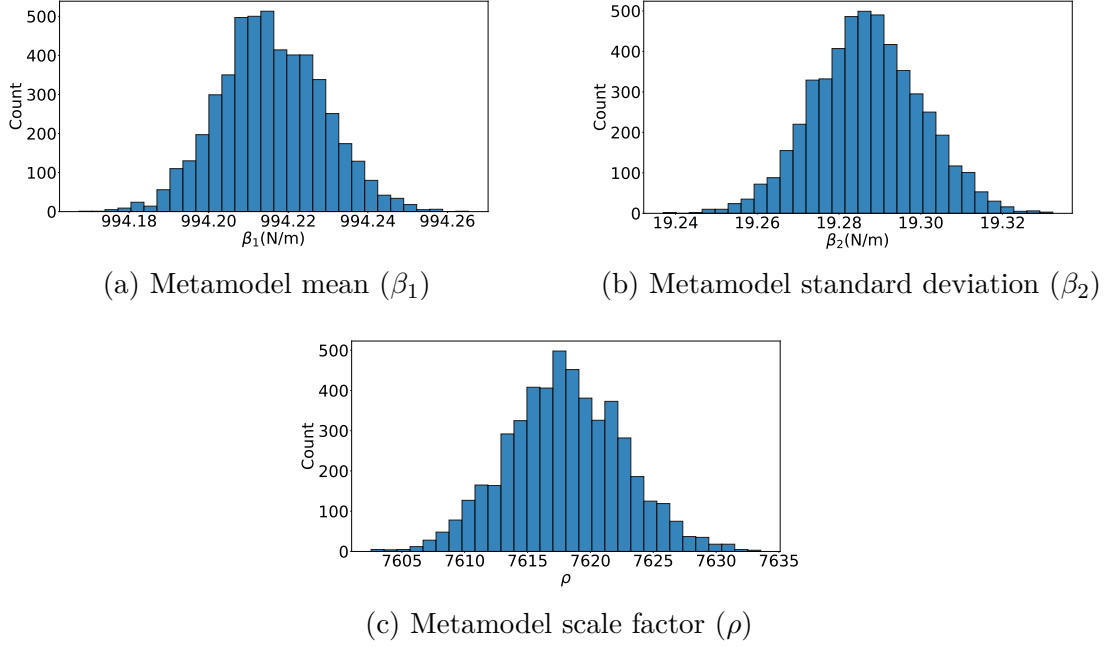 500
400
300
200
100
0
Count
994.18 994.20 994.22 994.24 994.26
β₁(N/m)
(a) Metamodel mean (β₁)
500
400
300
200
100
0
Count
19.24 19.26 19.28 19.30 19.32
β₂(N/m)
(b) Metamodel standard deviation (β₂)
500
400
300
200
100
0
Count
7605 7610 7615 7620 7625 7630 7635
ρ
(c) Metamodel scale factor (ρ)